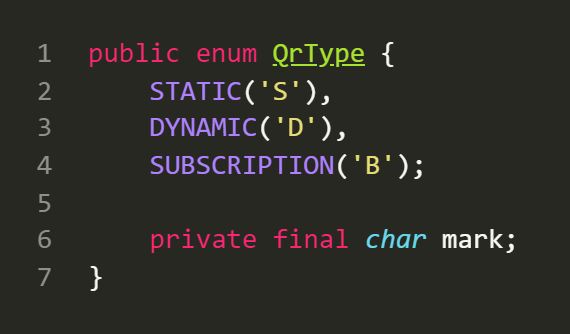 1 public enum QrType {
2     STATIC('S'),
3     DYNAMIC('D'),
4     SUBSCRIPTION('B');
5
6     private final char mark;
7 }